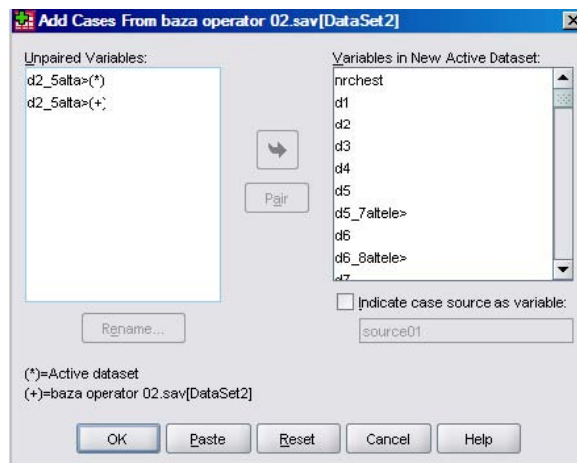 Add Cases From baza operator 02.sav[DataSet2]
Unpaired Variables:
d2_5alta>(*)
d2_5alta>(+)
Pair
Rename...
Variables in New Active Dataset:
nrchest
d1
d2
d3
d4
d5
d5_7altele>
d6
d6_8altele>
d7
Indicate case source as variable:
source01
(*)=Active dataset
(+)=baza operator 02.sav[DataSet2]
OK Paste Reset Cancel Help